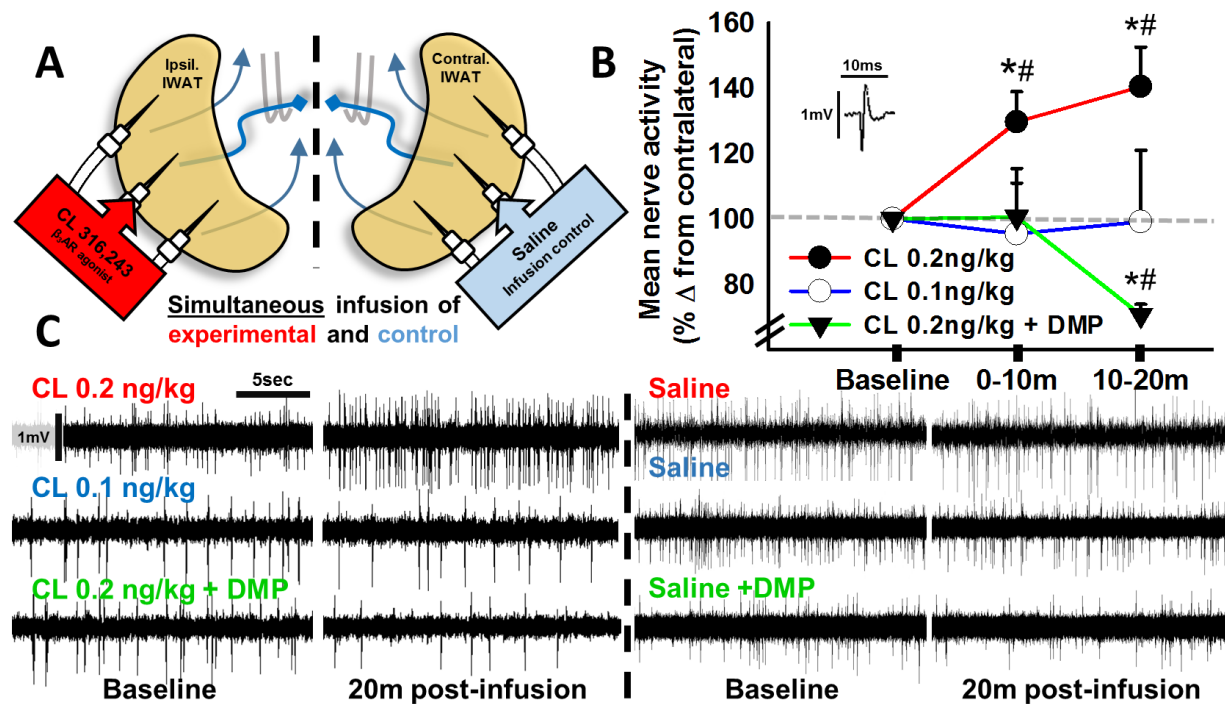 A
Ipsil.
IWAT
Contral.
IWAT
CL 316,243
β3AR agonist
Saline
Infusion control
Simultaneous infusion of
experimental and control
B
Mean nerve activity
(% Δ from contralateral)
160
140
120
100
80
10ms
1mV
*#
*#
*#
CL 0.2ng/kg
CL 0.1ng/kg
CL 0.2ng/kg + DMP
Baseline 0-10m 10-20m
C
CL 0.2 ng/kg
5sec
Saline
1mV
CL 0.1 ng/kg
Saline
CL 0.2 ng/kg + DMP
Saline +DMP
Baseline 20m post-infusion Baseline 20m post-infusion